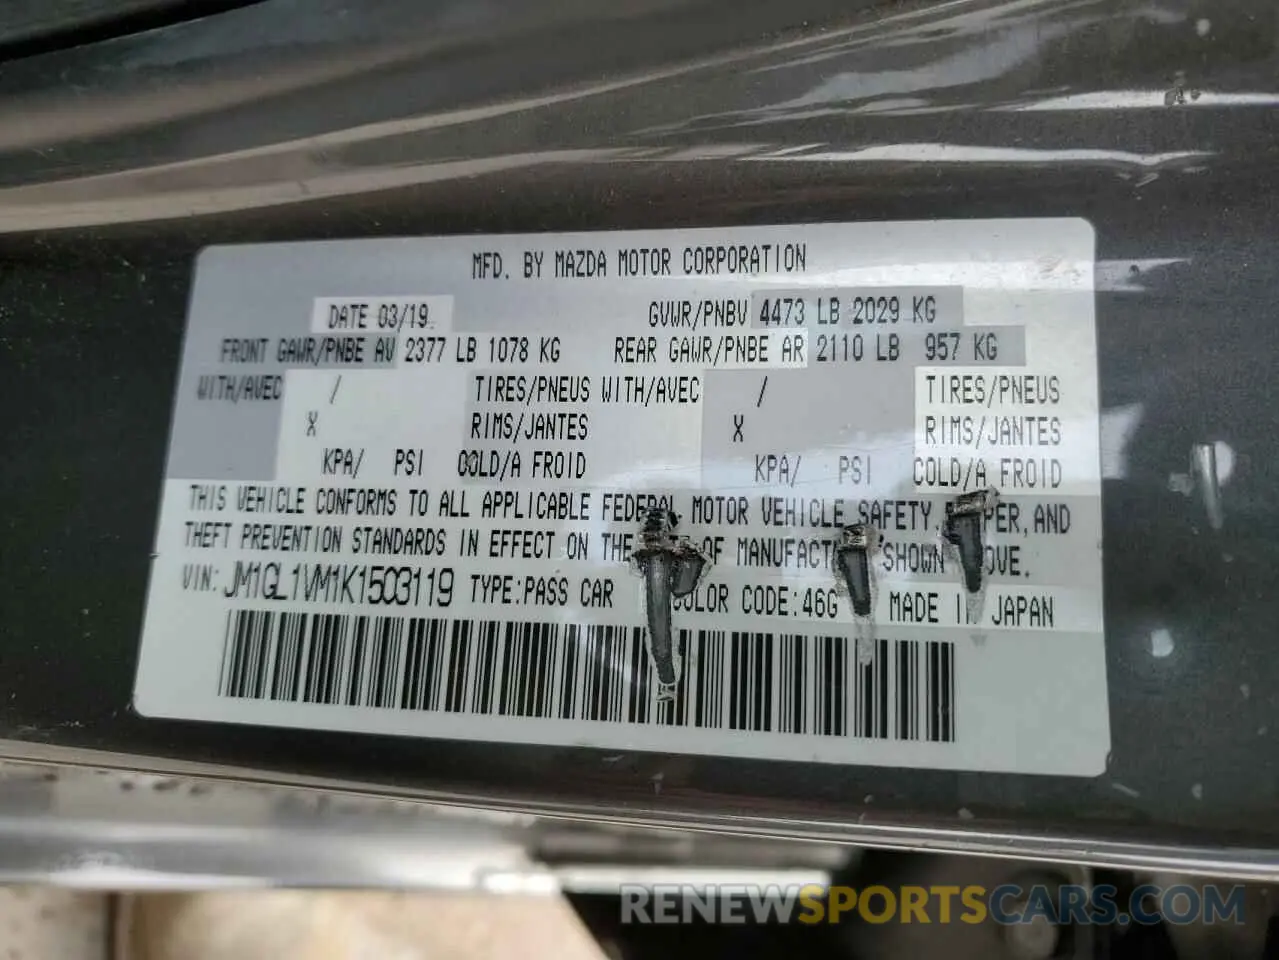 MFD. BY MAZDA MOTOR CORPORATION
DATE 03/19 GVWR/PNBV 4473 LB 2029 KG
FRONT GAWR/PNBE AV 2377 LB 1078 KG REAR GAWR/PNBE AR 2110 LB 957 KG
WITH/AVEC / TIRES/PNEUS WITH/AVEC / TIRES/PNEUS
X RIMS/JANTES X RIMS/JANTES
KPA/ PSI COLD/A FROID KPA/ PSI COLD/A FROID
THIS VEHICLE CONFORMS TO ALL APPLICABLE FEDERAL MOTOR VEHICLE SAFETY, AND
THEFT PREVENTION STANDARDS IN EFFECT ON THE OF SHOWN
VIN: JM1GL1VM1K1503119 TYPE:PASS CAR COLOR CODE:46G MADE IN JAPAN
RENEWSPORTSCARS.COM